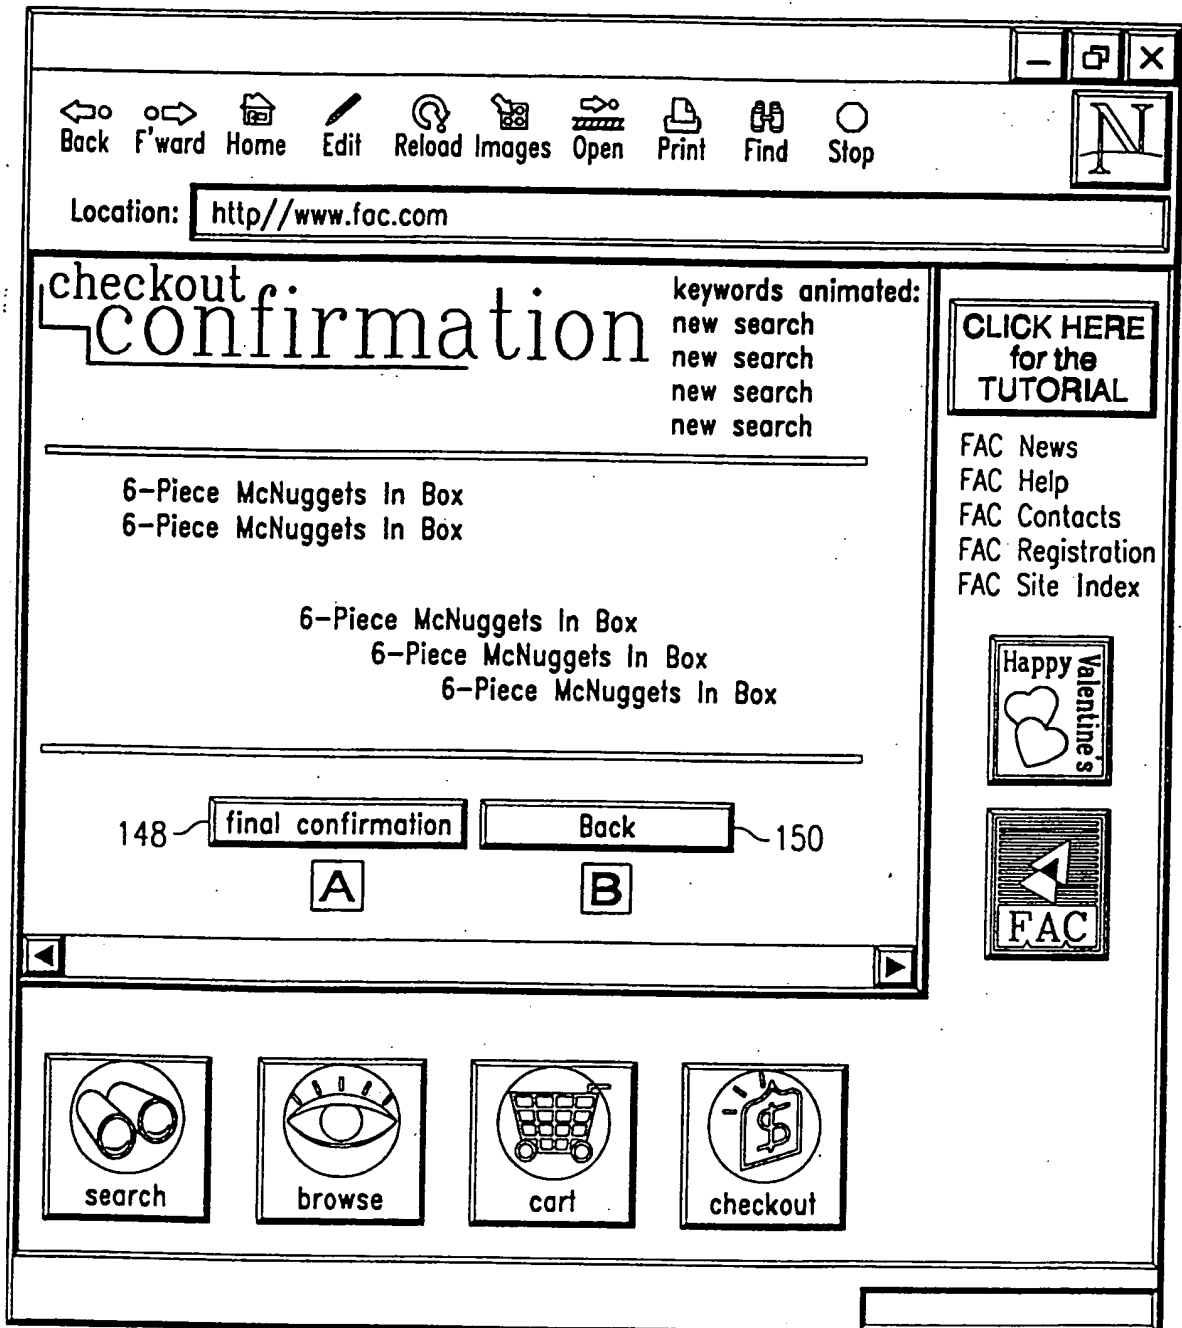 Back F'ward Home Edit Reload Images Open Print Find Stop
N
Location: http//www.fac.com
checkout
confirmation
keywords animated:
new search
new search
new search
new search
CLICK HERE
for the
TUTORIAL
FAC News
FAC Help
FAC Contacts
FAC Registration
FAC Site Index
6-Piece McNuggets In Box
6-Piece McNuggets In Box
6-Piece McNuggets In Box
6-Piece McNuggets In Box
6-Piece McNuggets In Box
Happy
Valentine's
148 final confirmation Back 150
A B
FAC
search browse cart checkout
$